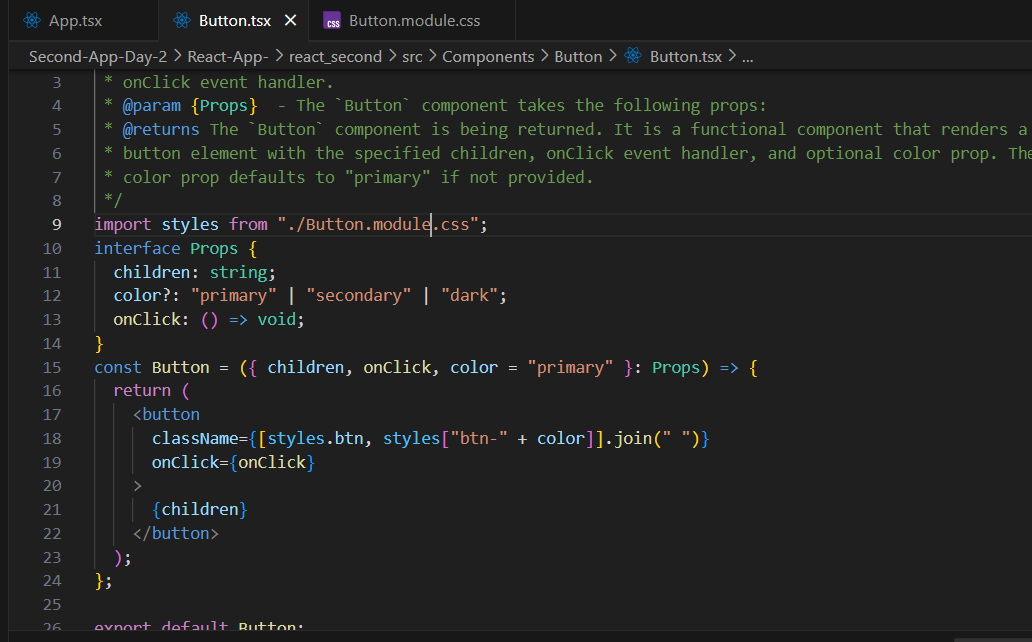 App.tsx Button.tsx × css Button.module.css
Second-App-Day-2 > React-App- > react_second > src > Components > Button > Button.tsx > ...
3 * onClick event handler.
4 * @param {Props}  - The `Button` component takes the following props:
5 * @returns The `Button` component is being returned. It is a functional component that renders a
6 * button element with the specified children, onClick event handler, and optional color prop. The
7 * color prop defaults to "primary" if not provided.
8 */
9 import styles from "./Button.module.css";
10 interface Props {
11 children: string;
12 color?: "primary" | "secondary" | "dark";
13 onClick: () => void;
14 }
15 const Button = ({ children, onClick, color = "primary" }: Props) => {
16 return (
17 <button
18 className={[styles.btn, styles["btn-" + color]].join(" ")}
19 onClick={onClick}
20 >
21 {children}
22 </button>
23 );
24 };
25
26 export default Button;